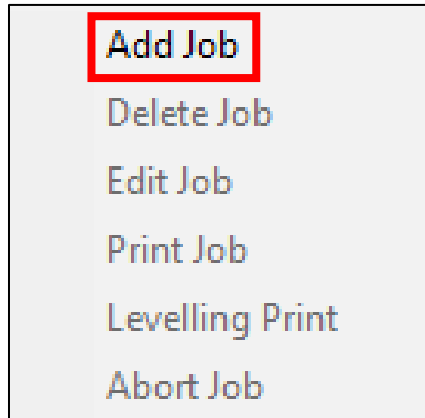 Add Job
Delete Job
Edit Job
Print Job
Levelling Print
Abort Job